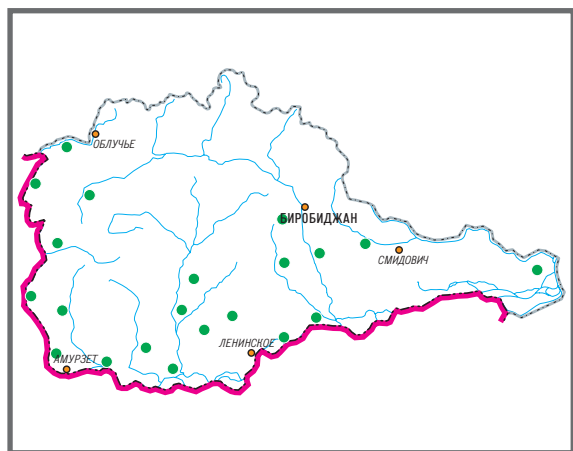 ОБЛУЧЬЕ
БИРОБИДЖАН
СМИДОВИЧ
ЛЕНИНСКОЕ
АМУРЗЕТ